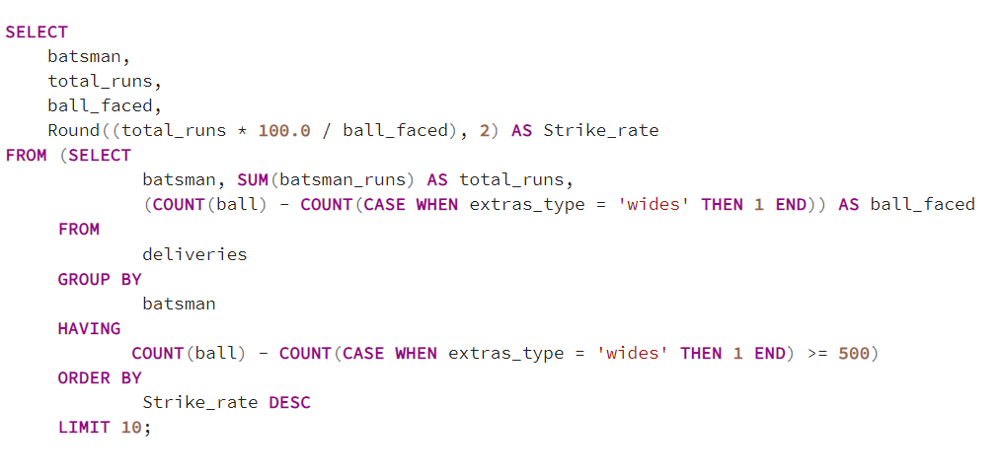 SELECT
    batsman,
    total_runs,
    ball_faced,
    Round((total_runs * 100.0 / ball_faced), 2) AS Strike_rate
FROM (SELECT
             batsman, SUM(batsman_runs) AS total_runs,
             (COUNT(ball) - COUNT(CASE WHEN extras_type = 'wides' THEN 1 END)) AS ball_faced
     FROM
             deliveries
     GROUP BY
             batsman
     HAVING
            COUNT(ball) - COUNT(CASE WHEN extras_type = 'wides' THEN 1 END) >= 500)
     ORDER BY
             Strike_rate DESC
     LIMIT 10;